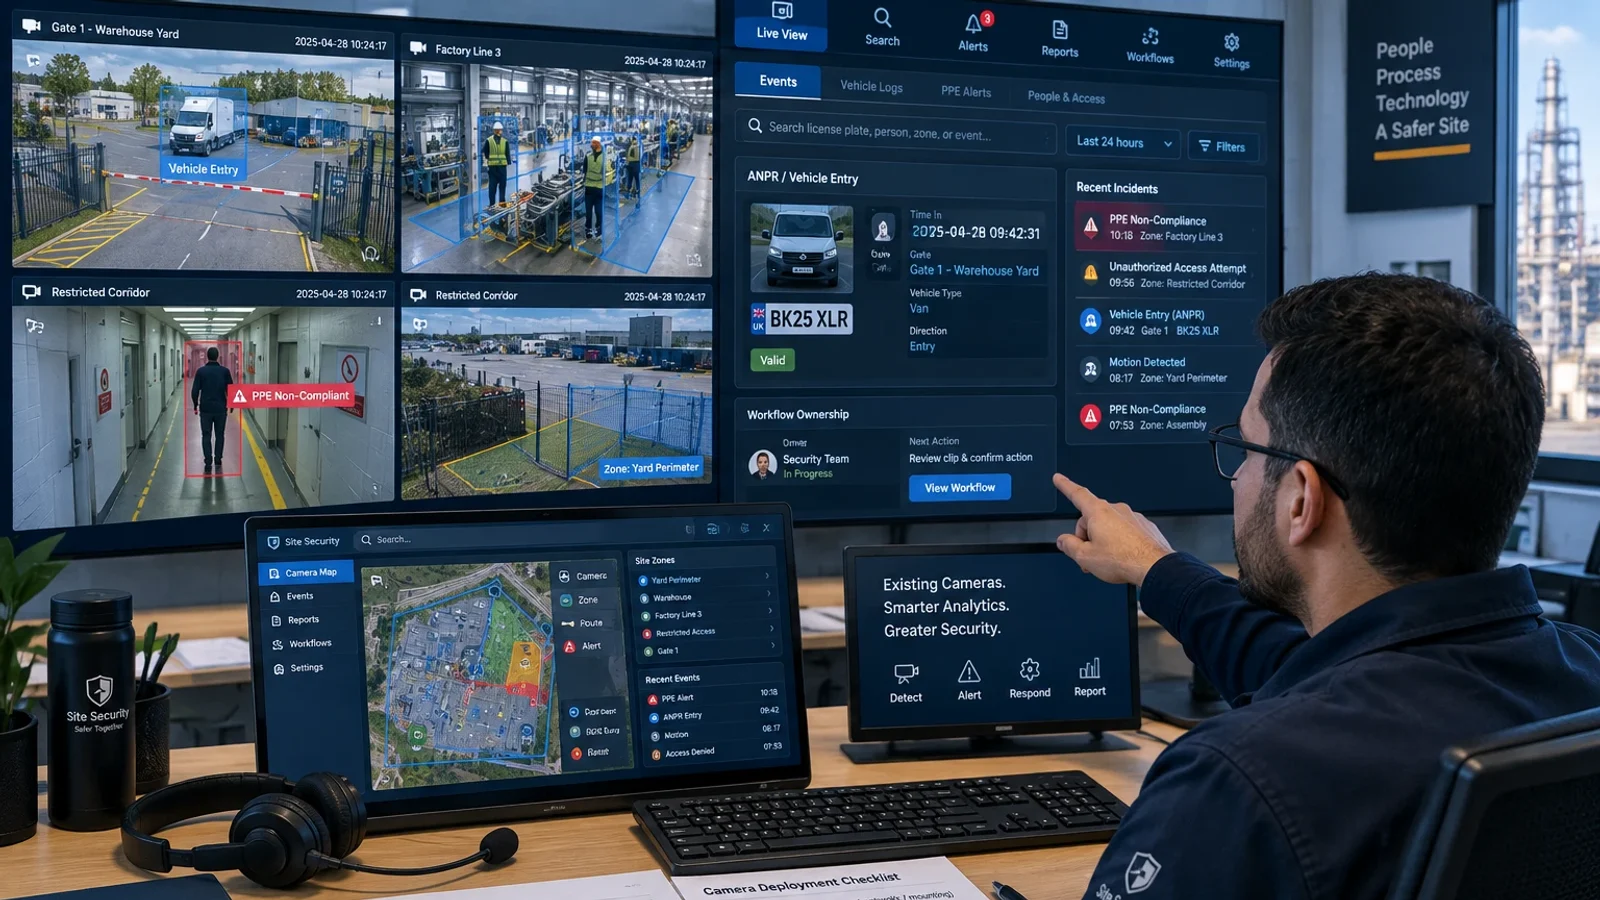 Gate 1 - Warehouse Yard
2025-04-28 10:24:17
Vehicle Entry
Factory Line 3
2025-04-28 10:24:17
Restricted Corridor
2025-04-28 10:24:17
PPE Non-Compliant
Restricted Corridor
2025-04-28 10:24:17
Zone: Yard Perimeter
Live View
Search
3
Alerts
Reports
Workflows
Settings
Events
Vehicle Logs
PPE Alerts
People & Access
Search license plate, person, zone, or event...
Last 24 hours
Filters
ANPR / Vehicle Entry
UK
BK25 XLR
Valid
Time In
2025-04-28 09:42:31
Gate
Gate 1 - Warehouse Yard
Vehicle Type
Van
Direction
Entry
Recent Incidents
PPE Non-Compliance
10:18 Zone: Factory Line 3
Unauthorized Access Attempt
09:56 Zone: Restricted Corridor
Vehicle Entry (ANPR)
09:42 Gate 1 BK25 XLR
Motion Detected
08:17 Zone: Yard Perimeter
PPE Non-Compliance
07:53 Zone: Assembly
Workflow Ownership
Security Team
In Progress
Next Action
Review clip & confirm action
View Workflow
People
Process
Technology
A Safer Site
Site Security
Search...
Camera Map
Events
Reports
Workflows
Settings
Camera
Zone
Route
Alert
Site Zones
Yard Perimeter
Warehouse
Factory Line 3
Restricted Access
Gate 1
Recent Events
PPE Alert 10:18
ANPR Entry 09:42
Motion 08:17
Access Denied 07:53
Existing Cameras.
Smarter Analytics.
Greater Security.
Detect
Alert
Respond
Report
Site Security
Safer Together
Camera Deployment Checklist
mounting)